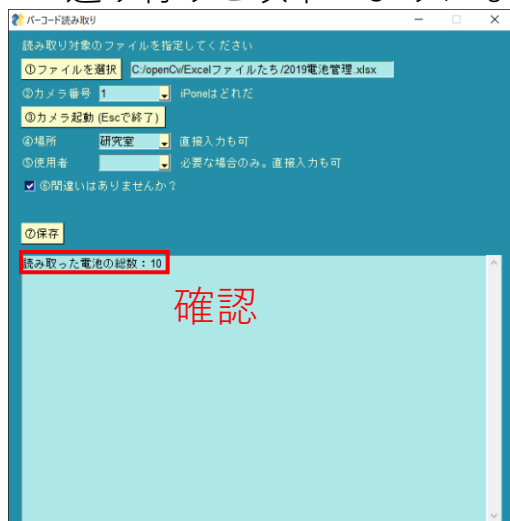 バーコード読み取り
読み取り対象のファイルを指定してください
①ファイルを選択 C:/openCv/Excelファイルたち/2019電池管理.xlsx
②カメラ番号 1 iPoneはどれだ
③カメラ起動 (Escで終了)
④場所 研究室 直接入力も可
⑤使用者 必要な場合のみ。直接入力も可
⑥間違いはありませんか？
⑦保存
読み取った電池の総数：10
確認